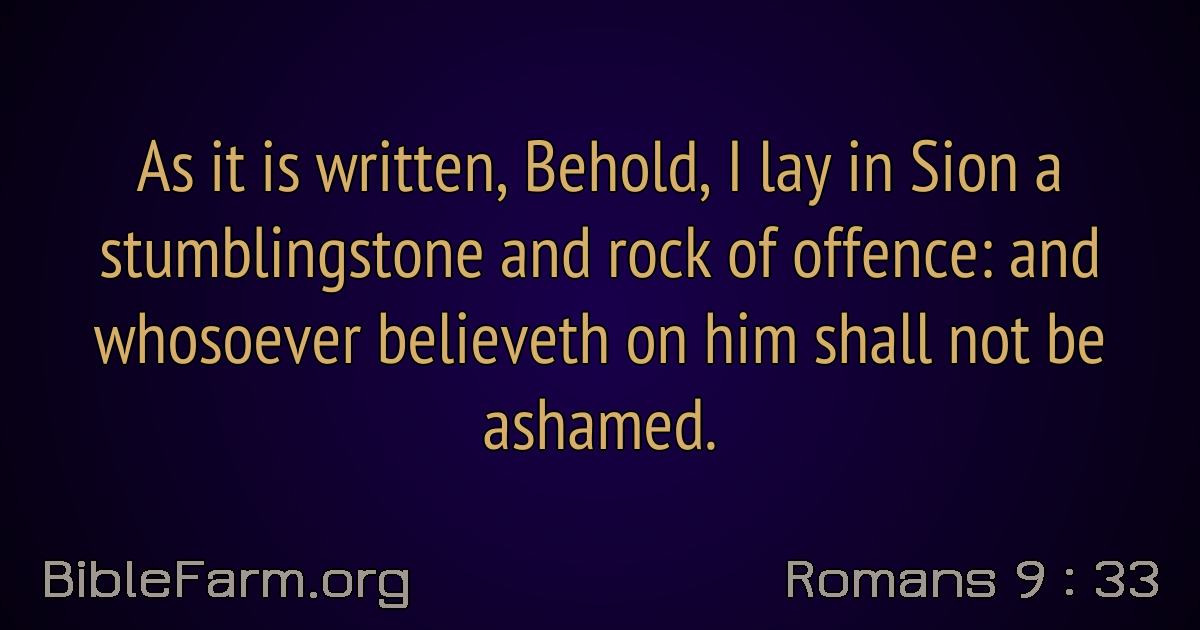 As it is written, Behold, I lay in Sion a
stumblingstone and rock of offence: and
whosoever believeth on him shall not be
ashamed.
BibleFarm.org
Romans 9 : 33